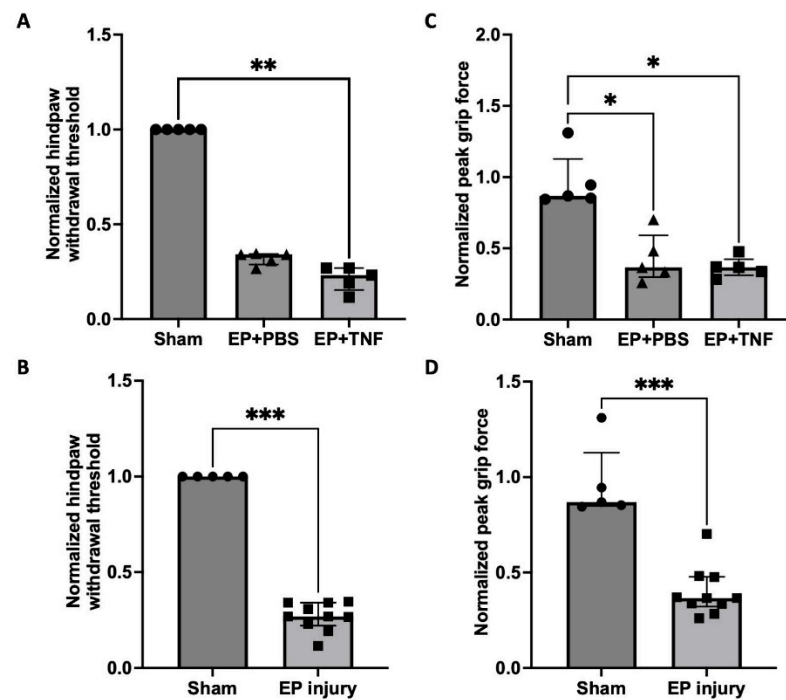 A
Normalized hindpaw
withdrawal threshold
1.5
1.0
0.5
0.0
**
Sham EP+PBS EP+TNF
C
Normalized peak grip force
2.0
1.5
1.0
0.5
0.0
*
*
Sham EP+PBS EP+TNF
B
Normalized hindpaw
withdrawal threshold
1.5
1.0
0.5
0.0
***
Sham EP injury
D
Normalized peak grip force
1.5
1.0
0.5
0.0
***
Sham EP injury